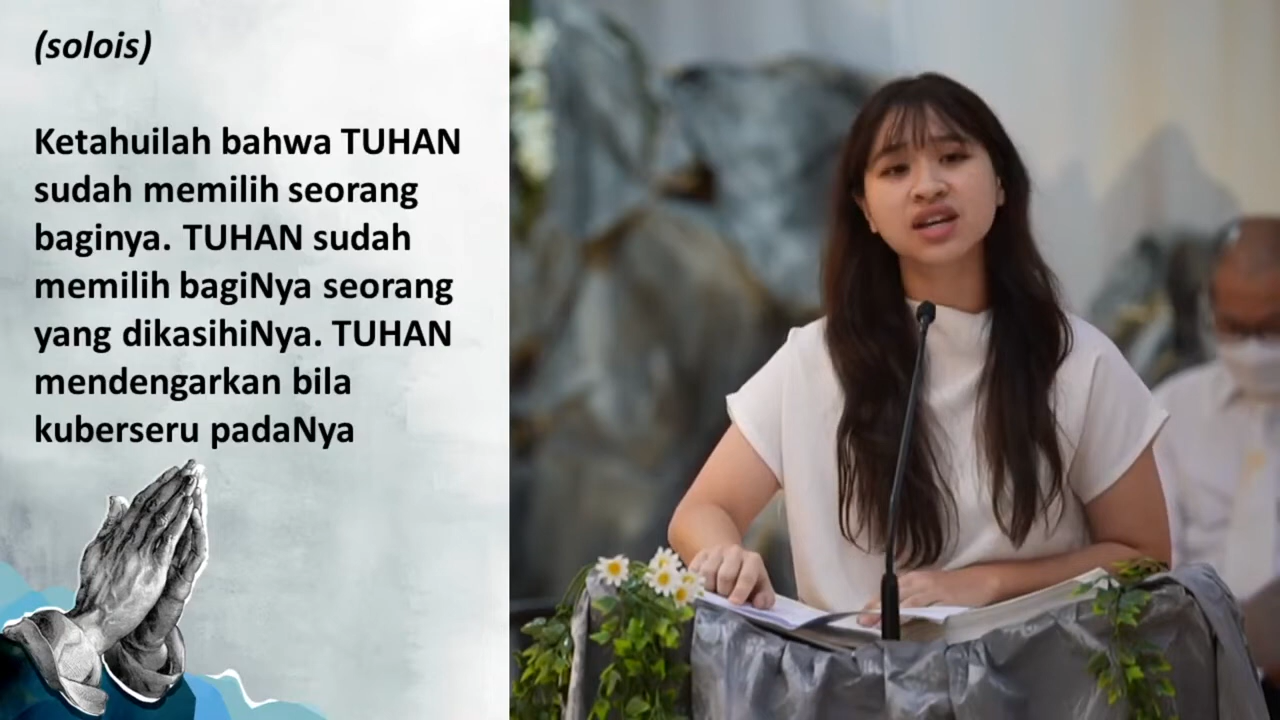 (solois)
Ketahuilah bahwa TUHAN
sudah memilih seorang
baginya. TUHAN sudah
memilih bagiNya seorang
yang dikasihiNya. TUHAN
mendengarkan bila
kuberseru padaNya